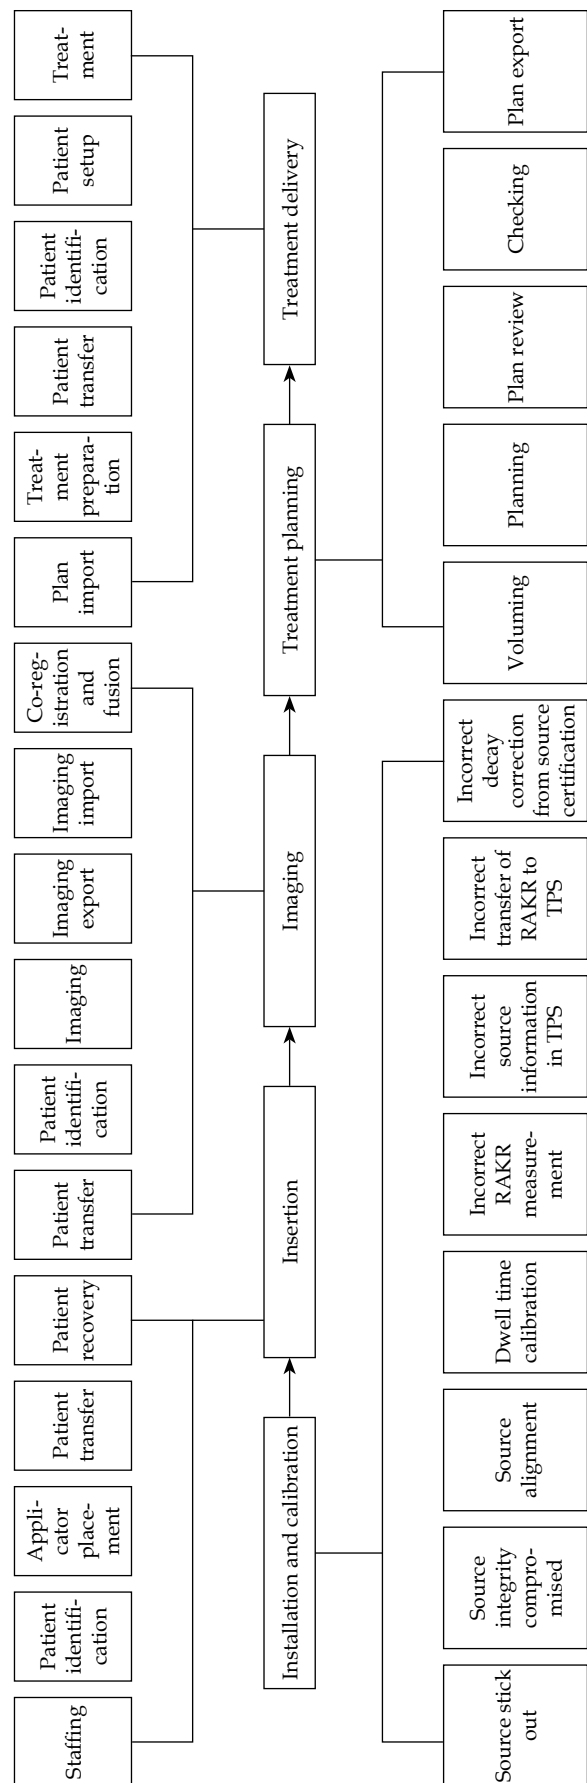 Staffing
Patient
identifi-
cation
Appli-
cator
place-
ment
Patient
transfer
Patient
recovery
Patient
transfer
Patient
identifi-
cation
Imaging
Imaging
export
Imaging
import
Co-reg-
istration
and
fusion
Plan
import
Treat-
ment
prepara-
tion
Patient
transfer
Patient
identifi-
cation
Patient
setup
Treat-
ment
Installation and calibration
Insertion
Imaging
Treatment planning
Treatment delivery
Source stick
out
Source
integrity
compro-
mised
Source
alignment
Dwell time
calibration
Incorrect
RAKR
measure-
ment
Incorrect
source
information
in TPS
Incorrect
transfer of
RAKR to
TPS
Incorrect
decay
correction
from source
certification
Voluming
Planning
Plan review
Checking
Plan export